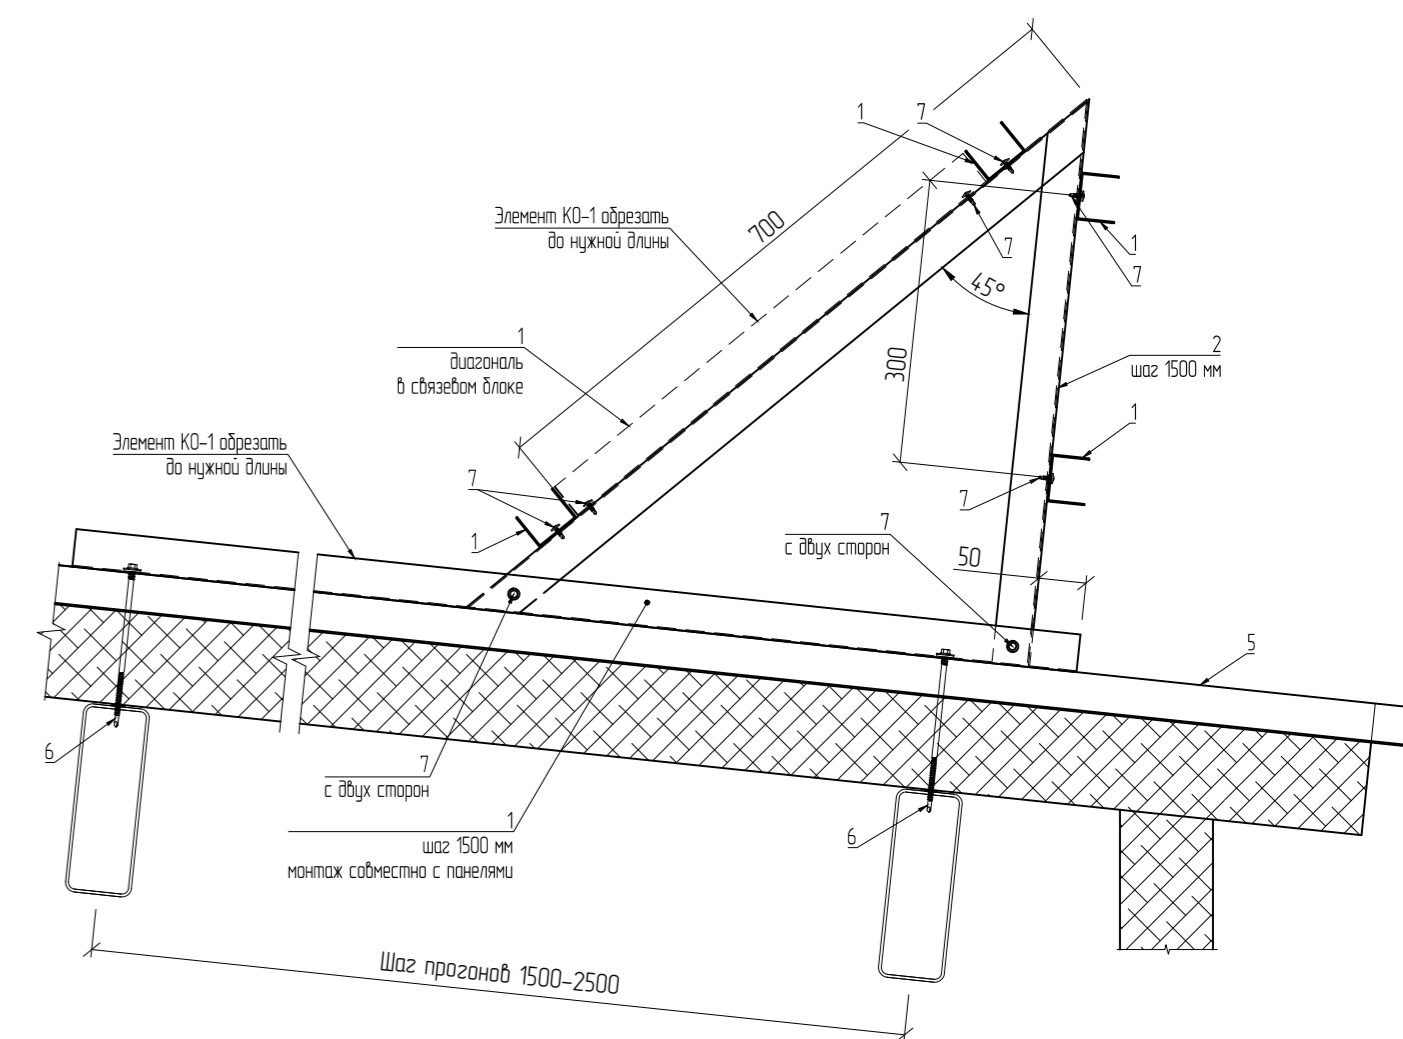 1
7
Элемент КО-1 обрезать
до нужной длины
700
7
1
7
45°
1
диагональ
в связевом блоке
300
2
шаг 1500 мм
1
Элемент КО-1 обрезать
до нужной длины
7
7
1
7
с двух сторон
50
5
6
7
с двух сторон
1
шаг 1500 мм
монтаж совместно с панелями
6
Шаг прогонов 1500-2500